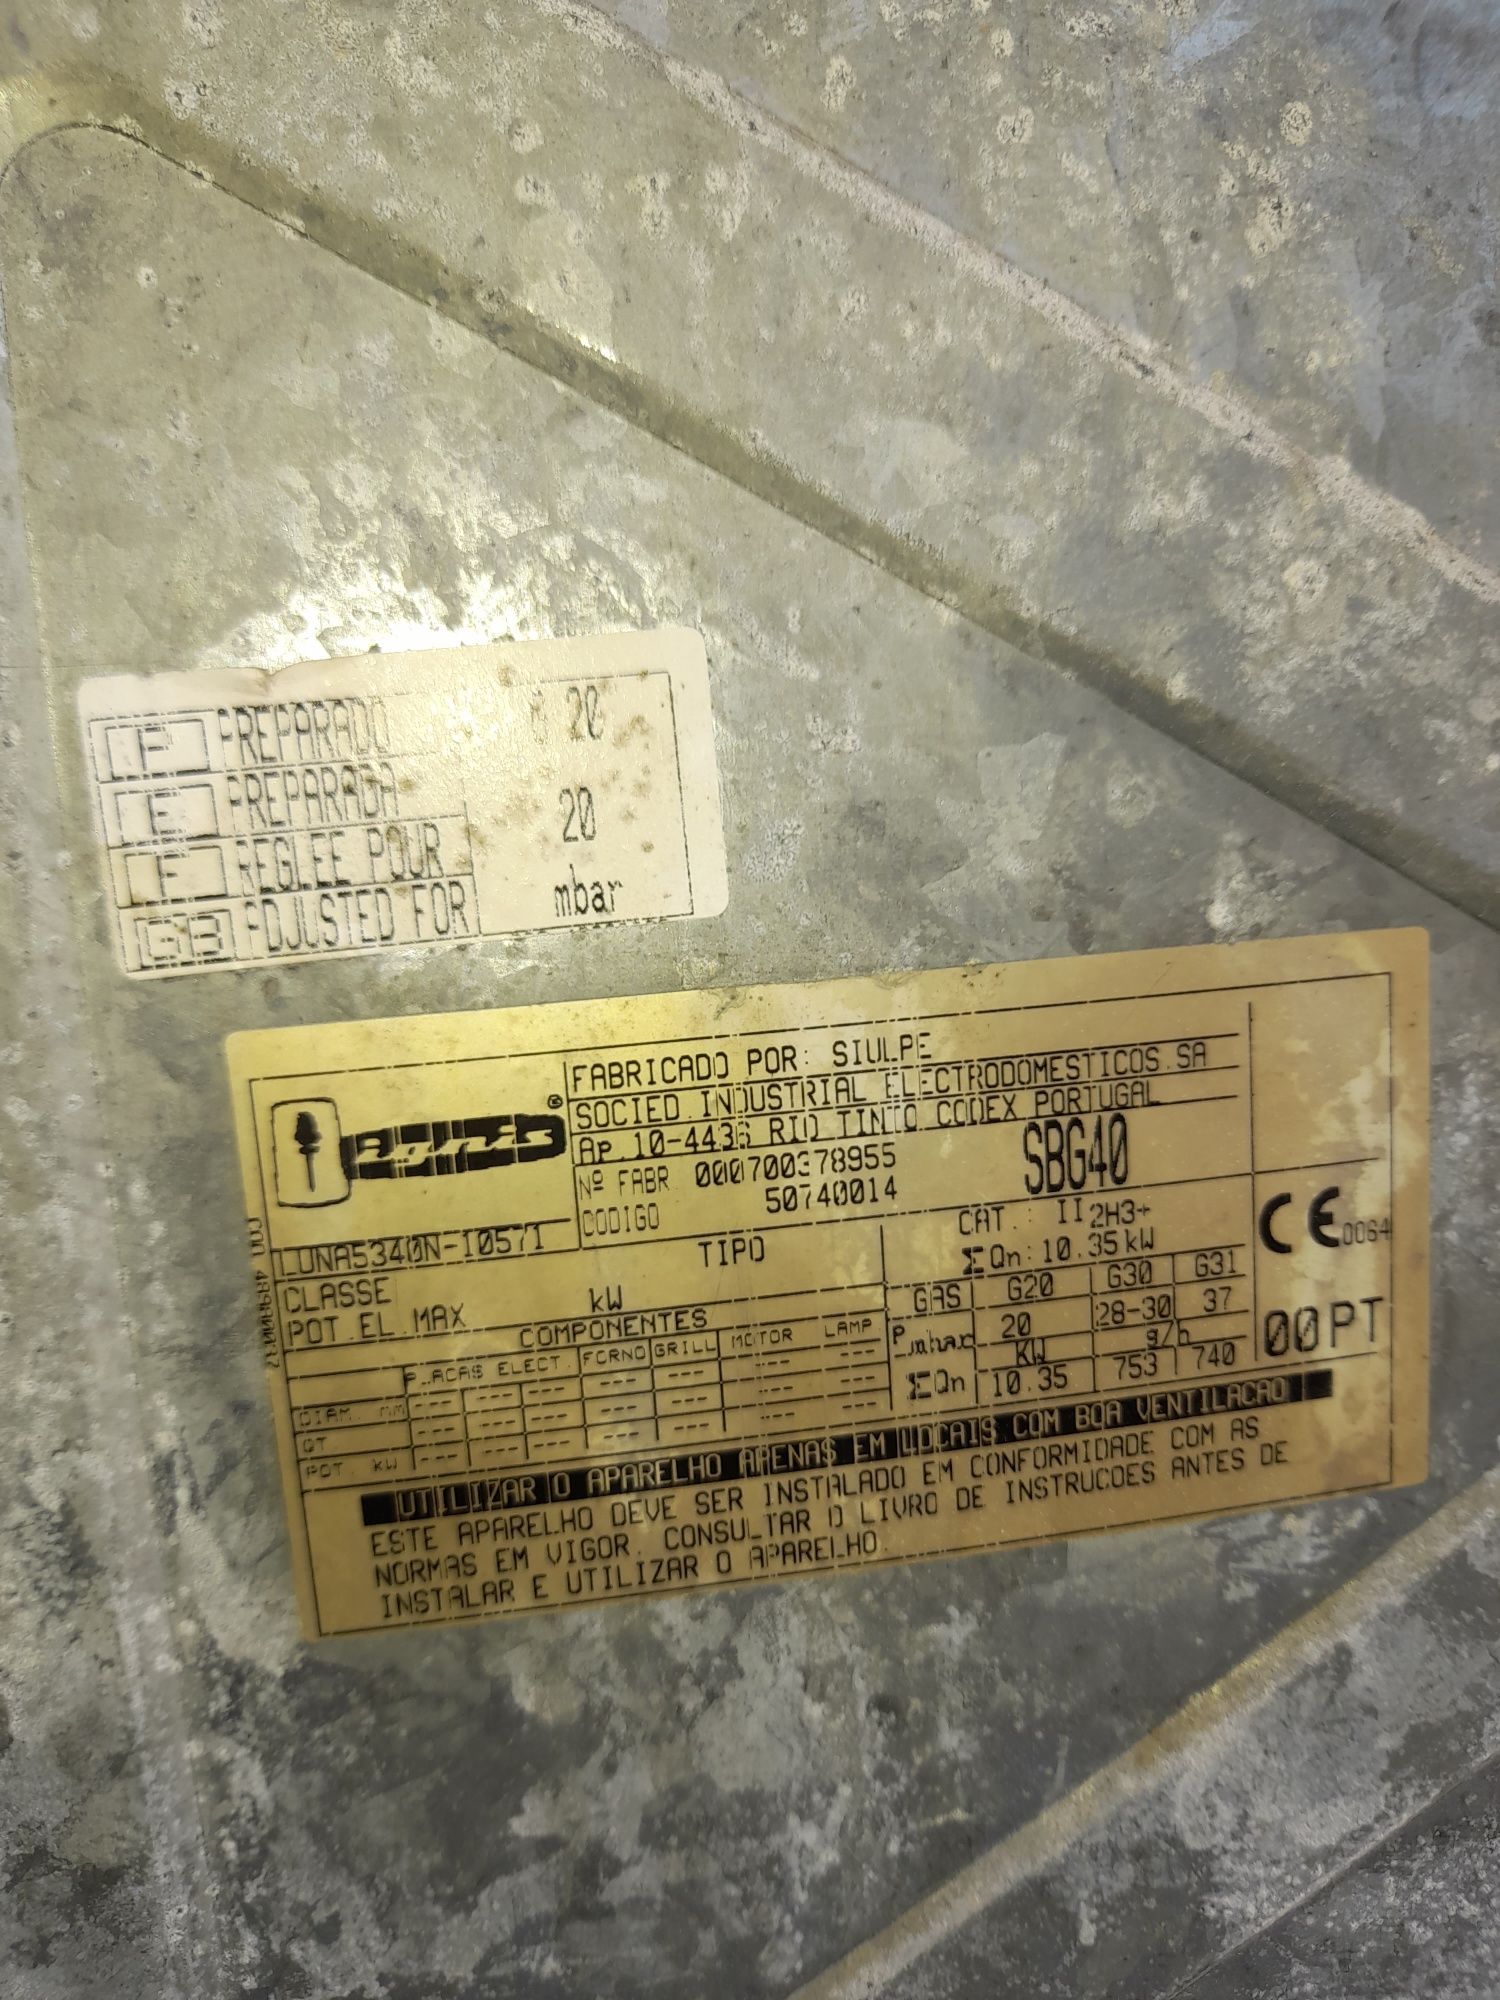 P PREPARADO G 20
E PREPARADA 20
F REGLEE POUR mbar
GB ADJUSTED FOR
FABRICADO POR: SIULPE
SOCIED.INDUSTRIAL ELECTRODOMESTICOS.SA
Ap.10-4436 RIO TINTO CODEX PORTUGAL
Nº FABR 000700378955
CODIGO 50740014
SBG40
LUNA5340N-I0571
CLASSE
TIPO
POT.EL.MAX kW
COMPONENTES
PLACAS ELECT. FORNO GRILL MOTOR LAMP
DIAM. mm --- --- --- --- --- --- ---
QT --- --- --- --- --- --- ---
POT. kW --- --- --- --- --- --- ---
CAT.: II2H3+
ΣQn: 10.35kW
GAS G20 G30 G31
P.mbar 20 28-30 37
KW g/h
ΣQn 10.35 753 740
CE 0064
00PT
UTILIZAR O APARELHO APENAS EM LOCAIS COM BOA VENTILACAO
ESTE APARELHO DEVE SER INSTALADO EM CONFORMIDADE COM AS
NORMAS EM VIGOR. CONSULTAR O LIVRO DE INSTRUCOES ANTES DE
INSTALAR E UTILIZAR O APARELHO.